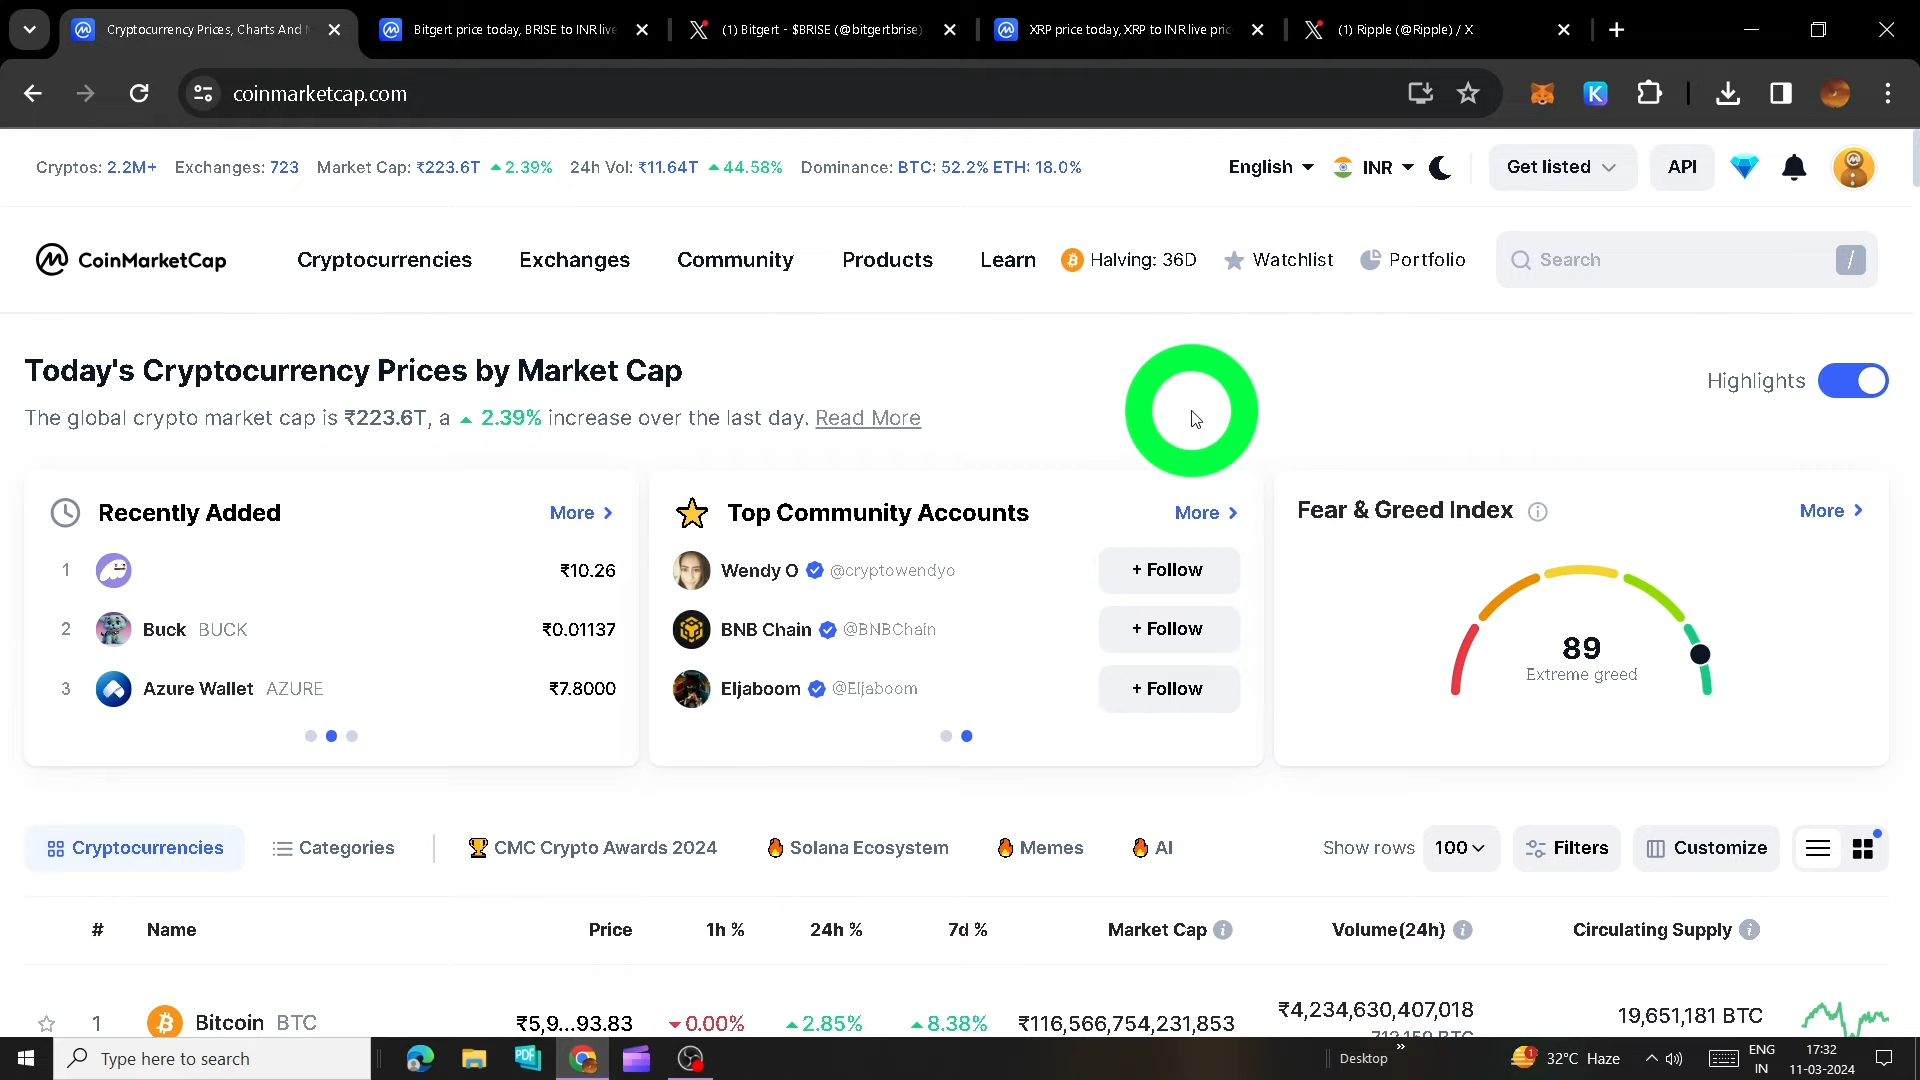 Cryptocurrency Prices, Charts And M
Bitgert price today, BRISE to INR live
(1) Bitgert - $BRISE (@bitgertbrise)
XRP price today, XRP to INR live pric
(1) Ripple (@Ripple) / X
coinmarketcap.com
Cryptos: 2.2M+ Exchanges: 723 Market Cap: ₹223.6T 2.39% 24h Vol: ₹11.64T 44.58% Dominance: BTC: 52.2% ETH: 18.0%
English INR Get listed API
CoinMarketCap Cryptocurrencies Exchanges Community Products Learn Halving: 36D Watchlist Portfolio Search /
Today's Cryptocurrency Prices by Market Cap
Highlights
The global crypto market cap is ₹223.6T, a 2.39% increase over the last day. Read More
Recently Added More
1 ₹10.26
2 Buck BUCK ₹0.01137
3 Azure Wallet AZURE ₹7.8000
Top Community Accounts More
Wendy O @cryptowendyo + Follow
BNB Chain @BNBChain + Follow
Eljaboom @Eljaboom + Follow
Fear & Greed Index More
89
Extreme greed
Cryptocurrencies Categories CMC Crypto Awards 2024 Solana Ecosystem Memes AI Show rows 100 Filters Customize
# Name Price 1h % 24h % 7d % Market Cap Volume(24h) Circulating Supply
1 Bitcoin BTC ₹5,9...93.83 0.00% 2.85% 8.38% ₹116,566,754,231,853 ₹4,234,630,407,018 19,651,181 BTC
Type here to search
Desktop
1
32°C Haze
ENG
IN
17:32
11-03-2024